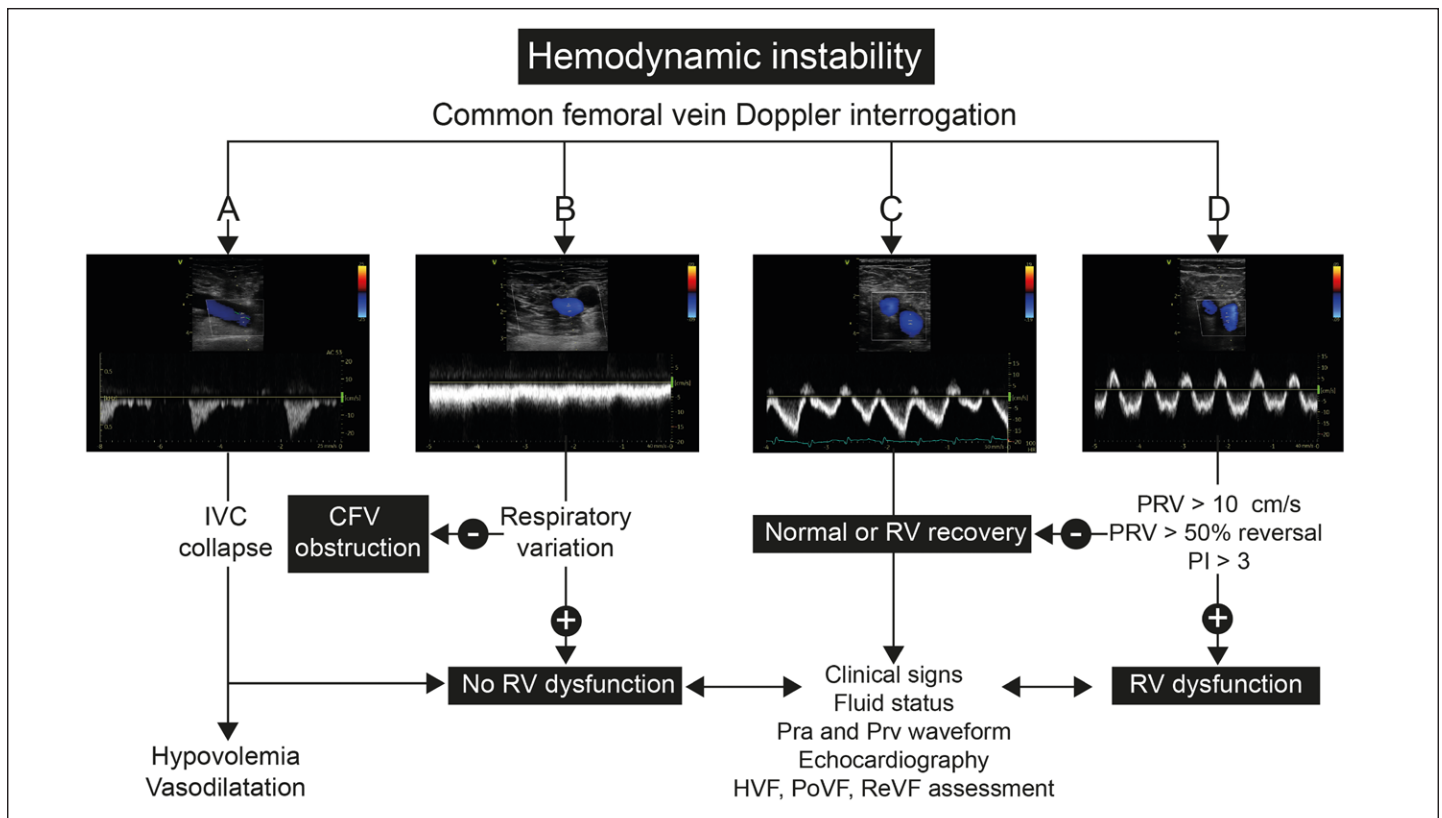 Hemodynamic instability
Common femoral vein Doppler interrogation
A
B
C
D
IVC
collapse
CFV
obstruction
-
Respiratory
variation
Normal or RV recovery
-
PRV > 10 cm/s
PRV > 50% reversal
PI > 3
+
+
No RV dysfunction
Clinical signs
Fluid status
Pra and Prv waveform
Echocardiography
HVF, PoVF, ReVF assessment
RV dysfunction
Hypovolemia
Vasodilatation